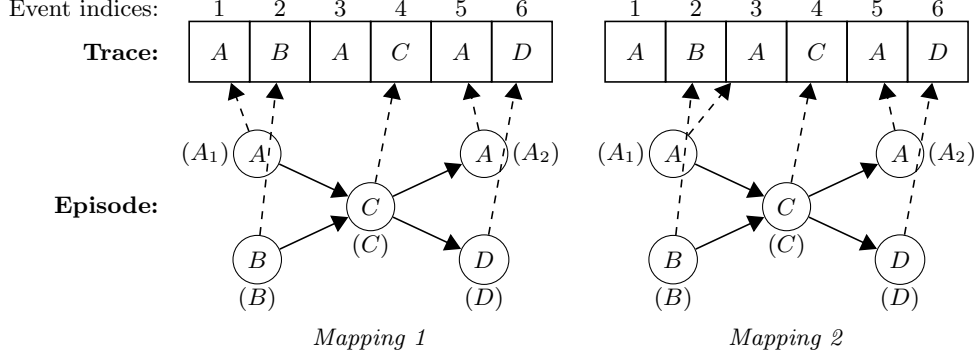 Event indices: 1 2 3 4 5 6 1 2 3 4 5 6
Trace: A B A C A D A B A C A D
(A₁) A A (A₂) (A₁) A A (A₂)
Episode: C C
(C) (C)
B D B D
(B) (D) (B) (D)
Mapping 1 Mapping 2